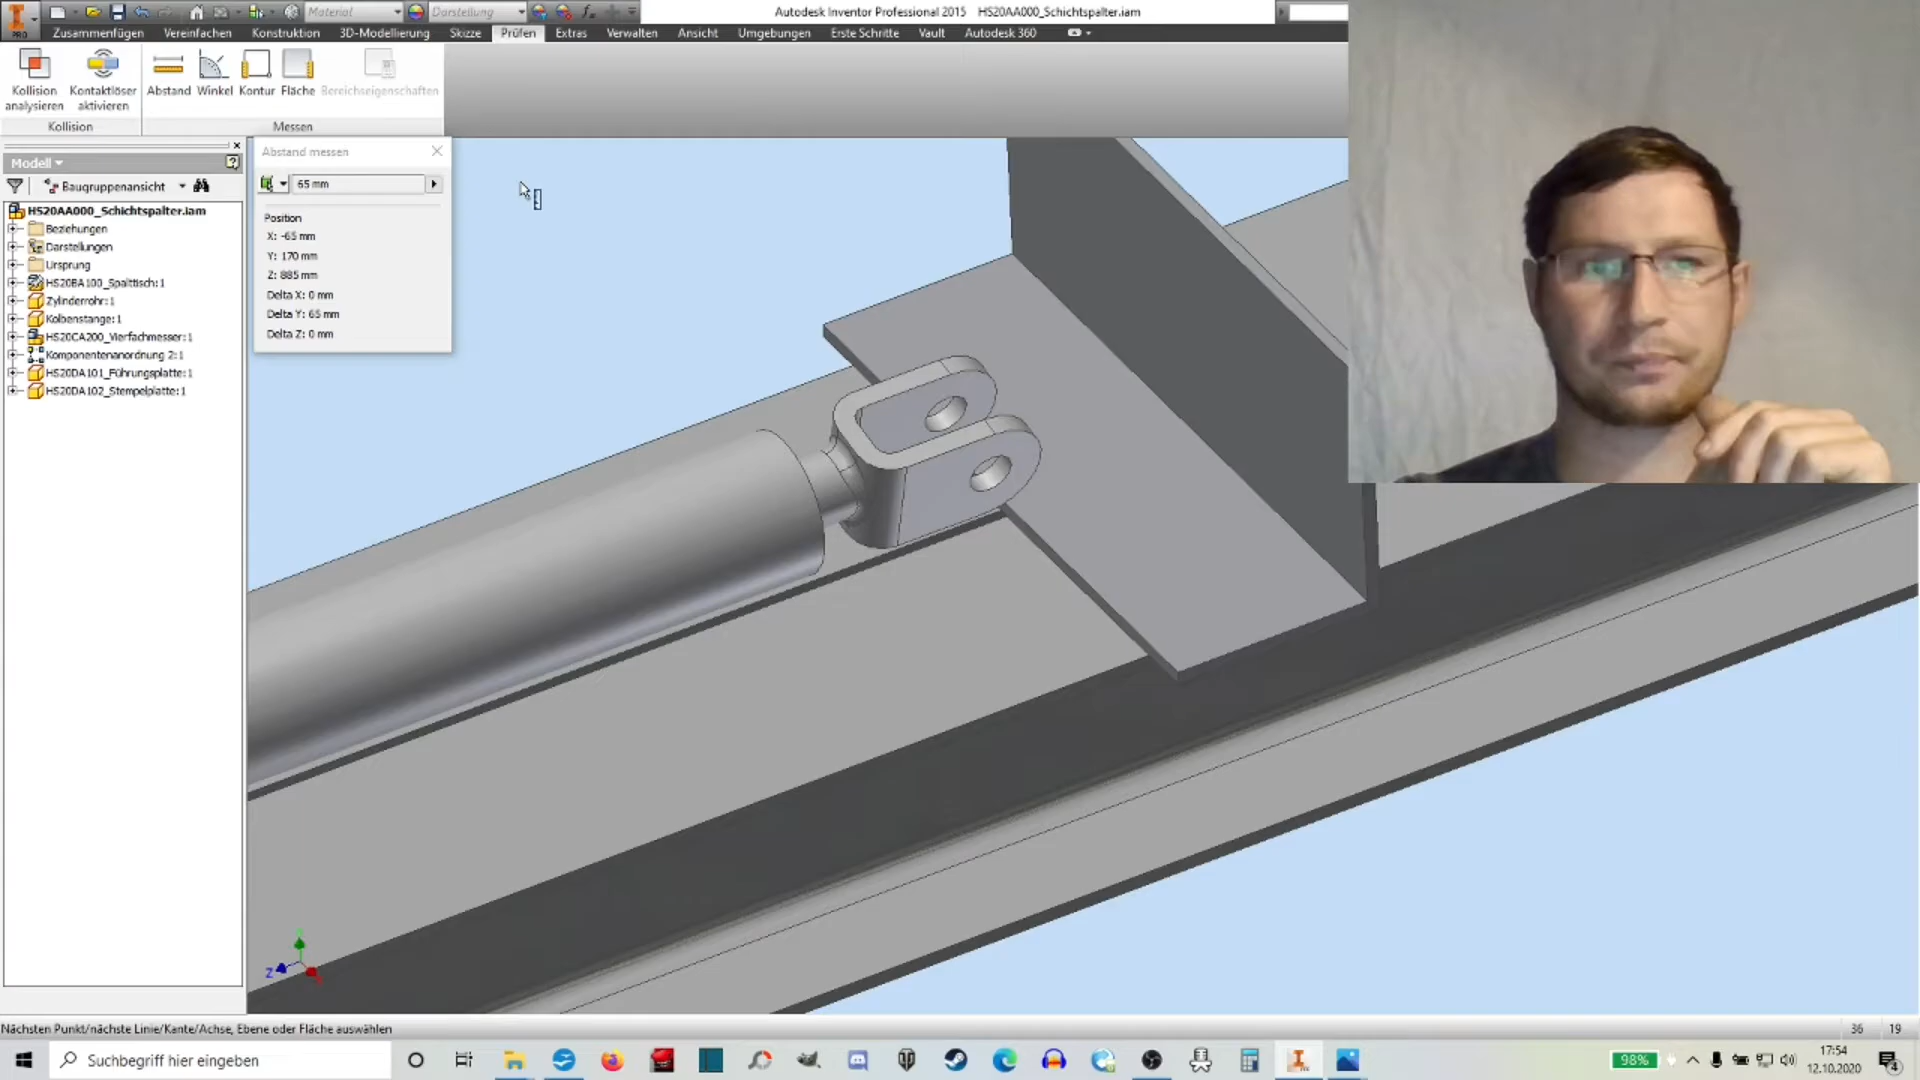 Material
Darstellung
Autodesk Inventor Professional 2015 HS20AA000_Schichtspalter.iam
PRO
Zusammenfügen Vereinfachen Konstruktion 3D-Modellierung Skizze Prüfen Extras Verwalten Ansicht Umgebungen Erste Schritte Vault Autodesk 360
Kollision analysieren
Kontaktlöser aktivieren
Abstand Winkel Kontur Fläche Bereichseigenschaften
Kollision
Messen
Modell
Baugruppenansicht
HS20AA000_Schichtspalter.iam
Beziehungen
Darstellungen
Ursprung
HS20BA100_Spalttisch:1
Zylinderrohr:1
Kolbenstange:1
HS20CA200_Vierfachmesser:1
Komponentenanordnung 2:1
HS20DA101_Führungsplatte:1
HS20DA102_Stempelplatte:1
Abstand messen
65 mm
Position
X: -65 mm
Y: 170 mm
Z: 885 mm
Delta X: 0 mm
Delta Y: 65 mm
Delta Z: 0 mm
Z
Nächsten Punkt/nächste Linie/Kante/Achse, Ebene oder Fläche auswählen
36 19
Suchbegriff hier eingeben
98%
17:54
12.10.2020
4